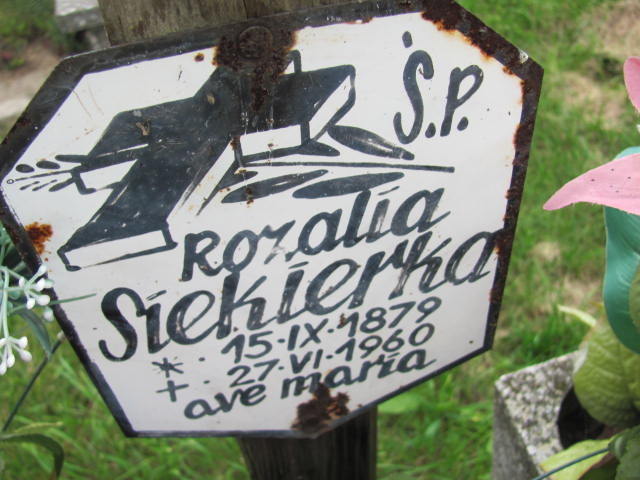 Ś.P.
Rozalia
Siekierka
* 15·IX·1879
+ 27·VI·1960
ave maria